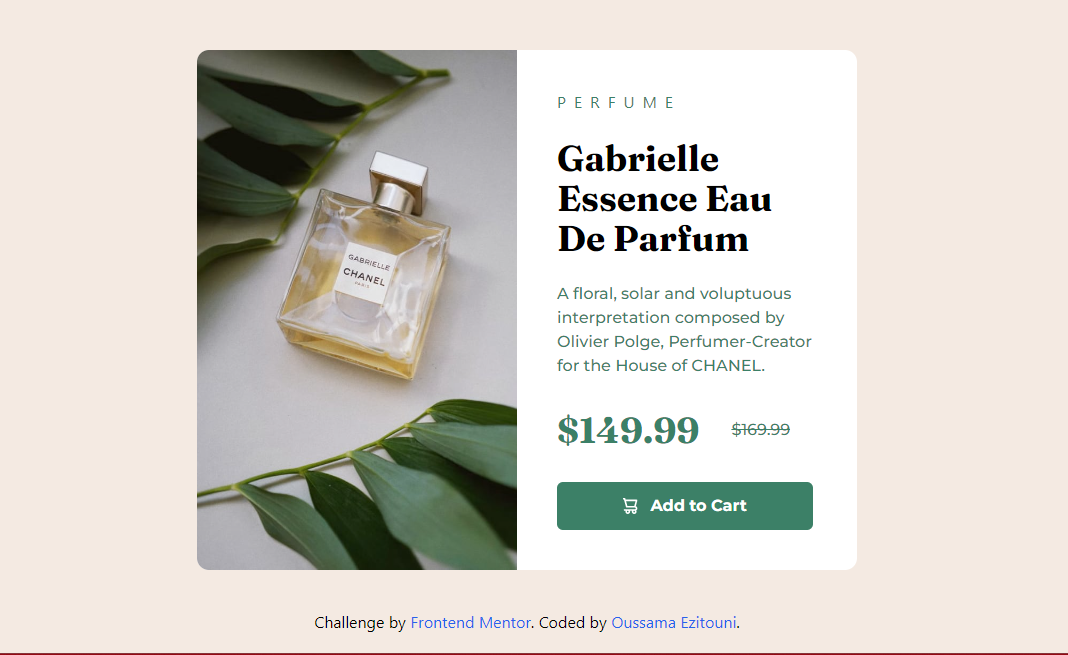 PERFUME
Gabrielle
Essence Eau
De Parfum
A floral, solar and voluptuous
interpretation composed by
Olivier Polge, Perfumer-Creator
for the House of CHANEL.
$149.99 $169.99
Add to Cart
GABRIELLE
CHANEL
PARIS
Challenge by Frontend Mentor. Coded by Oussama Ezitouni.